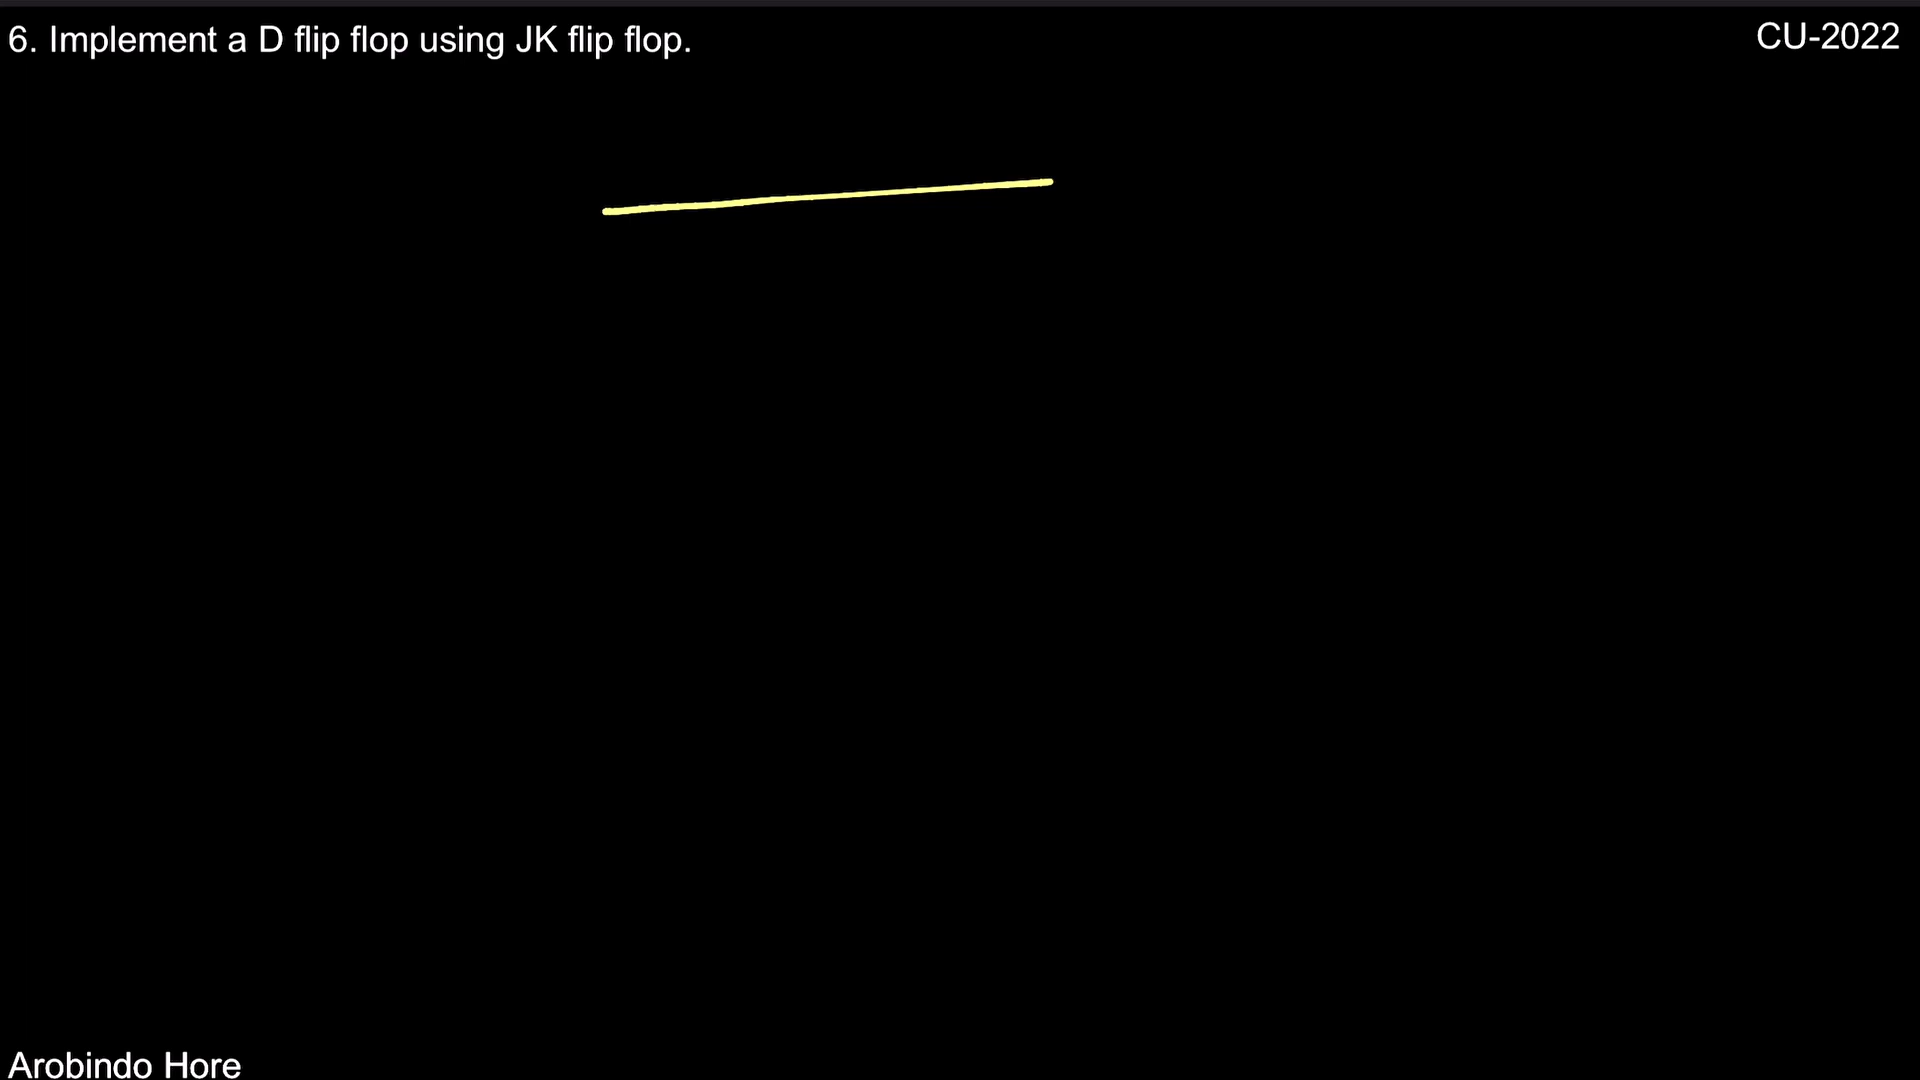 6. Implement a D flip flop using JK flip flop.
CU-2022
Arobindo Hore